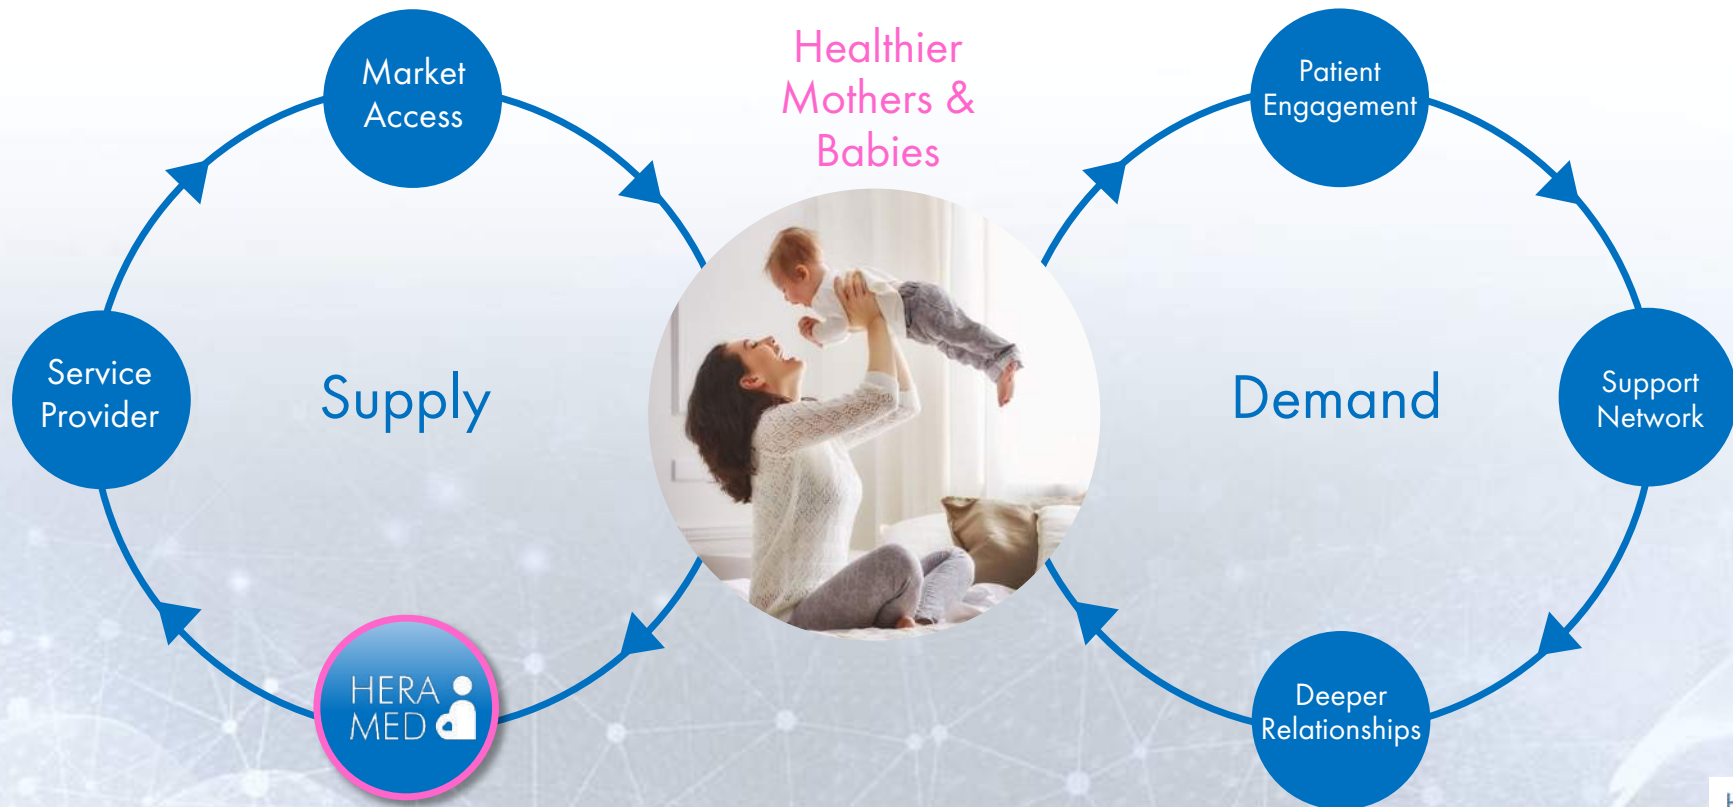 Healthier
Mothers &
Babies
Market
Access
Service
Provider
Supply
HERA
MED
Patient
Engagement
Support
Network
Demand
Deeper
Relationships